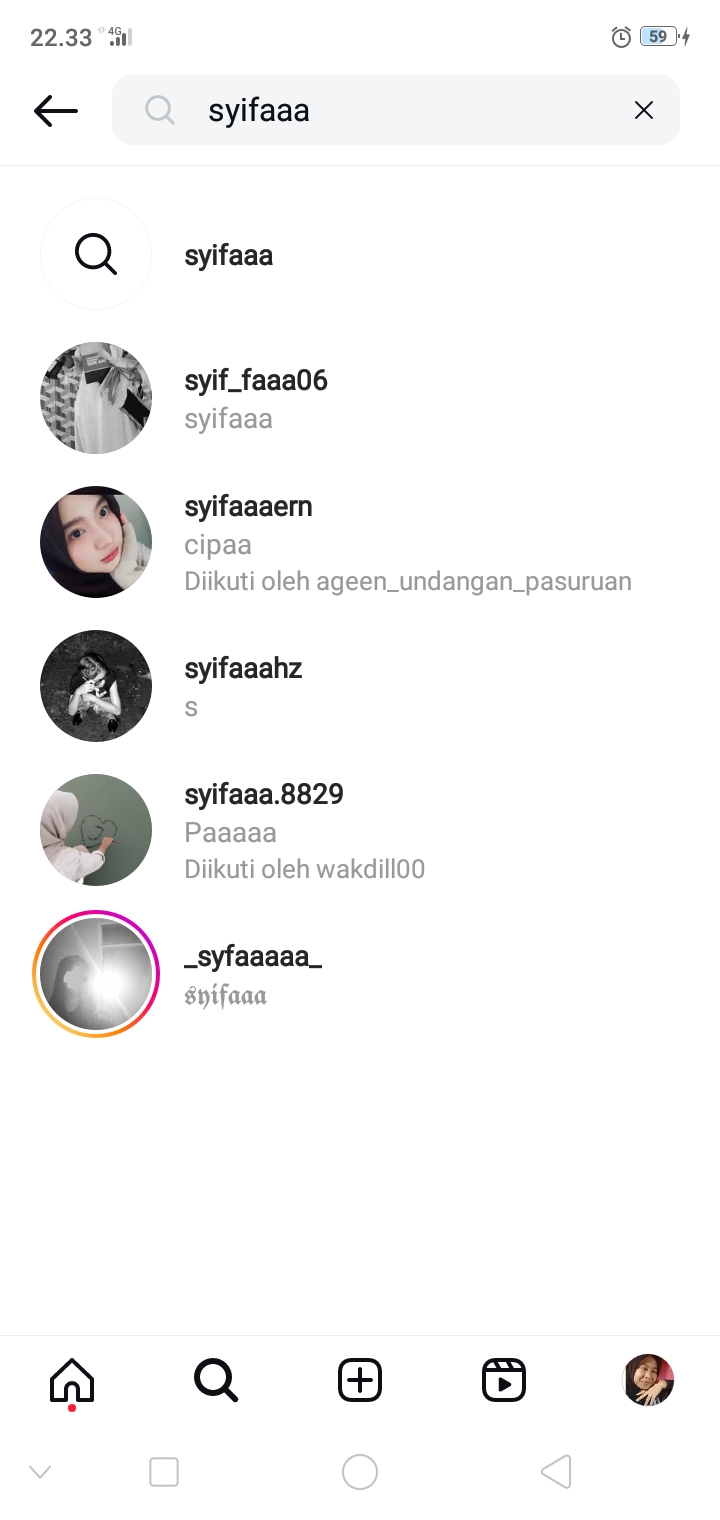 22.33 4G 59
syifaaa
syifaaa
syif_faaa06
syifaaa
syifaaaern
cipaa
Diikuti oleh ageen_undangan_pasuruan
syifaaahz
s
syifaaa.8829
Paaaaa
Diikuti oleh wakdill00
_syfaaaaa_
𝖘𝖞𝖎𝖋𝖆𝖆𝖆